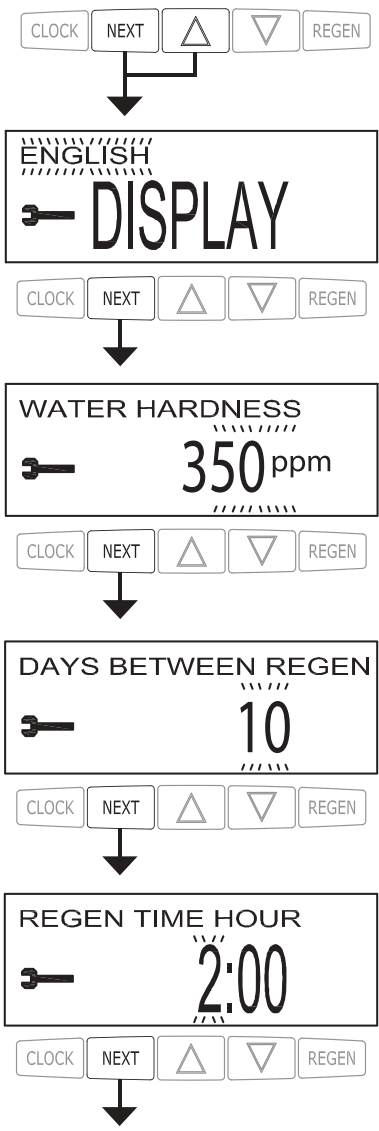 CLOCK NEXT REGEN
ENGLISH
DISPLAY
CLOCK NEXT REGEN
WATER HARDNESS
350 ppm
CLOCK NEXT REGEN
DAYS BETWEEN REGEN
10
CLOCK NEXT REGEN
REGEN TIME HOUR
2:00
CLOCK NEXT REGEN